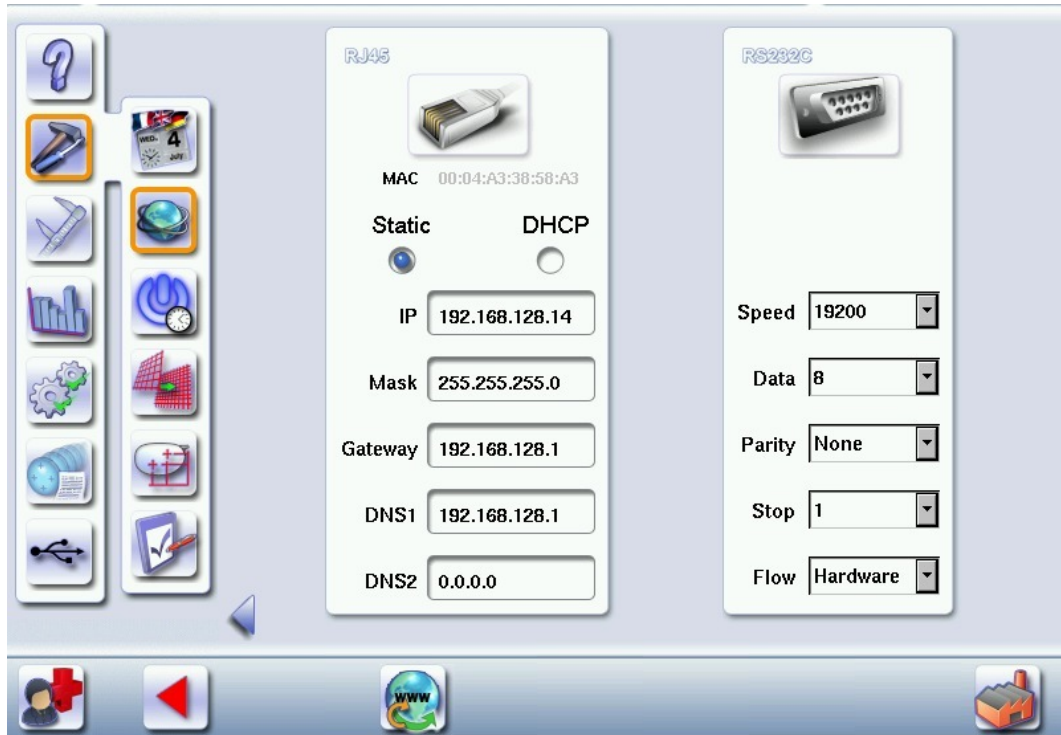 WED. 4
July
RJ45
MAC 00:04:A3:38:58:A3
Static DHCP
IP 192.168.128.14
Mask 255.255.255.0
Gateway 192.168.128.1
DNS1 192.168.128.1
DNS2 0.0.0.0
RS232C
Speed 19200
Data 8
Parity None
Stop 1
Flow Hardware
www